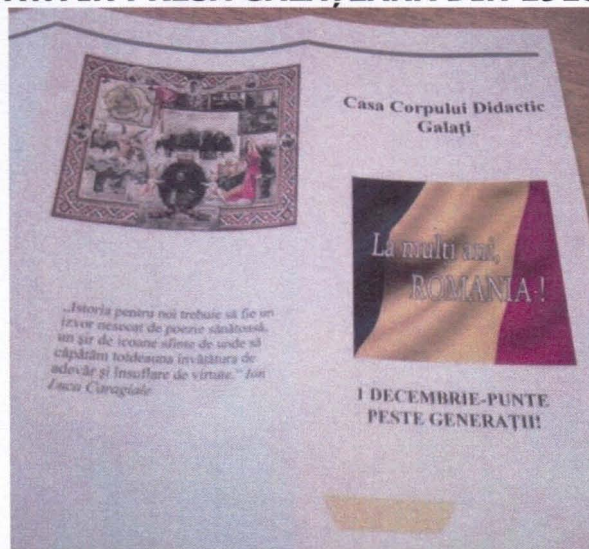 „Istoria pentru noi trebuie să fie un
izvor nesecat de poezie sănătoasă,
un șir de icoane sfinte de unde să
căpătăm totdeauna învățătura de
adevăr și insuflare de virtute." Ion
Luca Caragiale
Casa Corpului Didactic
Galați
La mulți ani,
ROMANIA !
1 DECEMBRIE-PUNTE
PESTE GENERAȚII!